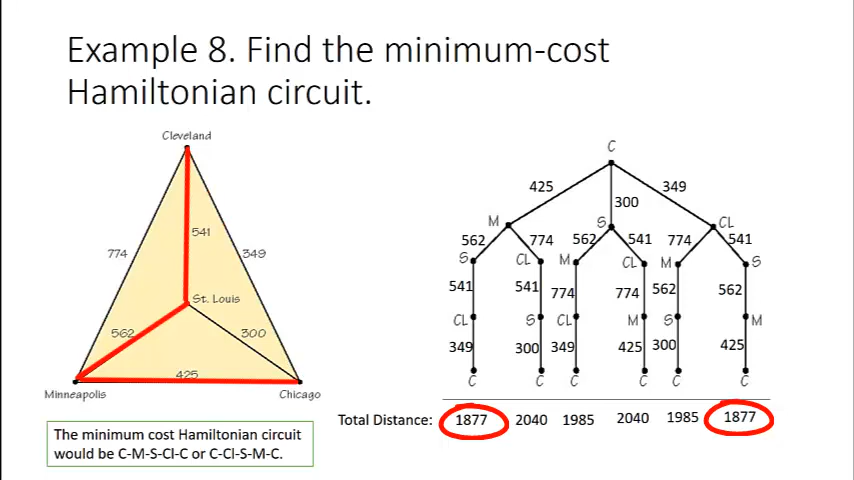 Example 8. Find the minimum-cost
Hamiltonian circuit.
Cleveland
541
774
349
St. Louis
562
300
425
Minneapolis
Chicago
The minimum cost Hamiltonian circuit
would be C-M-S-Cl-C or C-Cl-S-M-C.
C
425
300
349
M
S
CL
562
774
562
541
774
541
S
CL
M
CL
M
S
541
541
774
774
562
562
CL
S
CL
M
S
M
349
300
349
425
300
425
C
C
C
C
C
C
Total Distance: 1877 2040 1985 2040 1985 1877